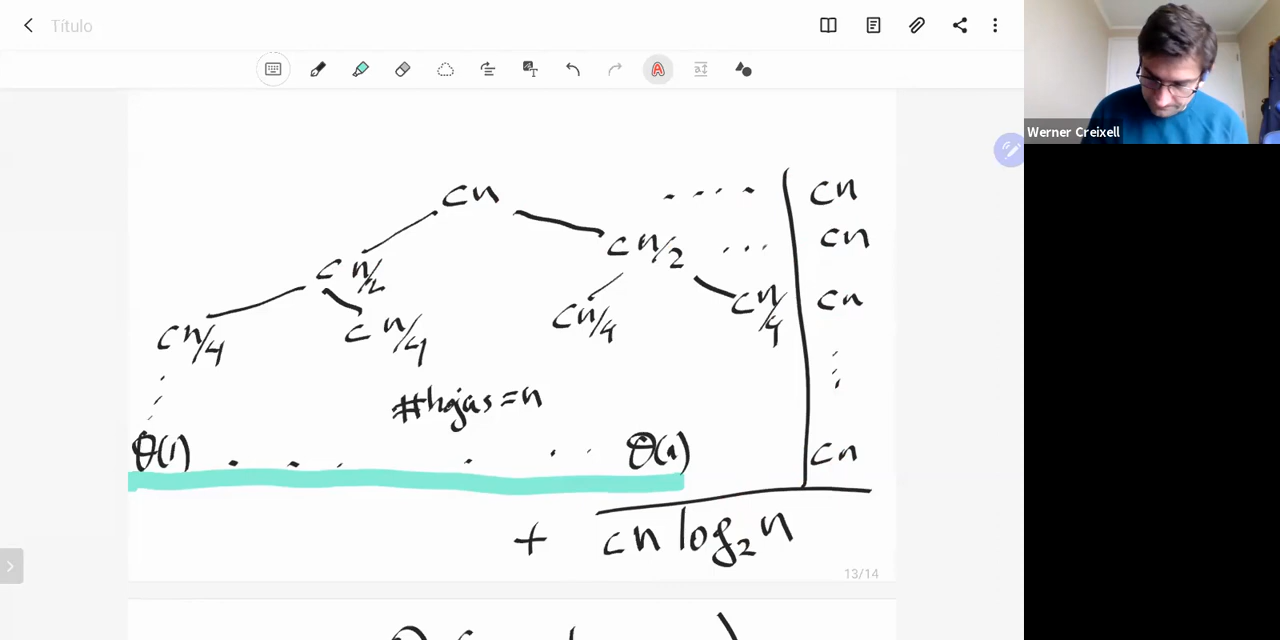 Título
Werner Creixell
cn .... cn
cn/2 cn/2 ... cn
cn/4 cn/4 cn/4 cn/4 cn
#hojas = n
Θ(1) . . . . . . Θ(1) cn
+ cn log₂ n
13/14